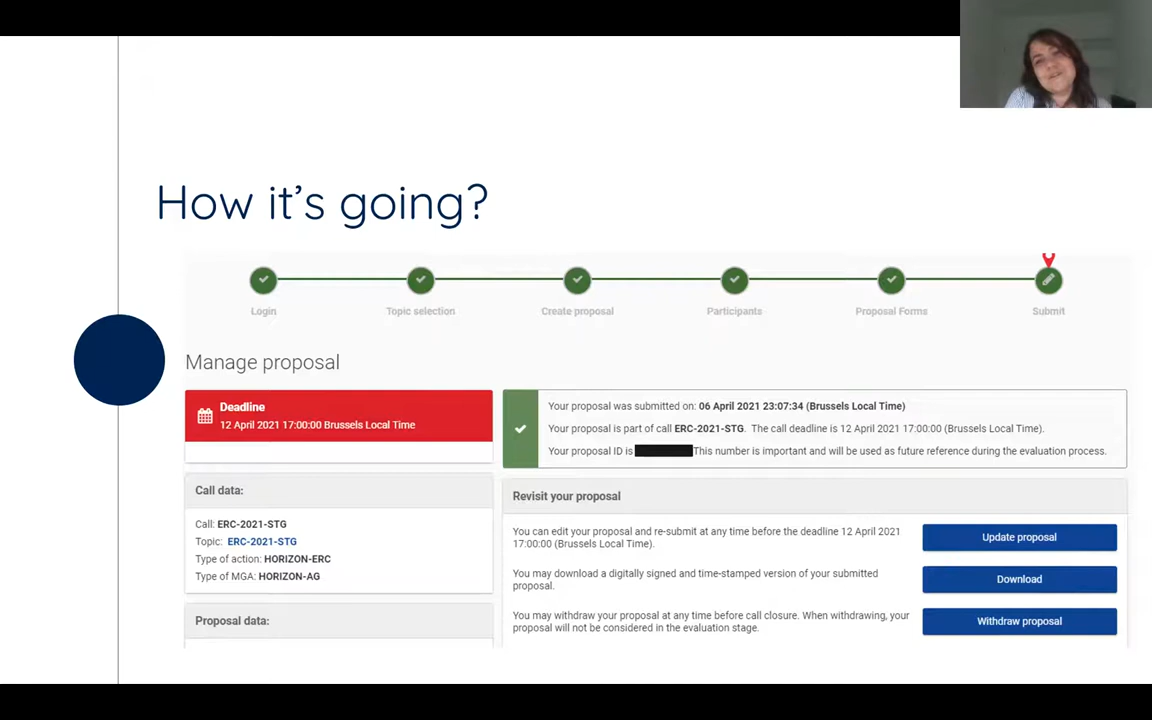 How it's going?
Login
Topic selection
Create proposal
Participants
Proposal Forms
Submit
Manage proposal
Deadline
12 April 2021 17:00:00 Brussels Local Time
Your proposal was submitted on: 06 April 2021 23:07:34 (Brussels Local Time)
Your proposal is part of call ERC-2021-STG. The call deadline is 12 April 2021 17:00:00 (Brussels Local Time).
Your proposal ID is This number is important and will be used as future reference during the evaluation process.
Call data:
Call: ERC-2021-STG
Topic: ERC-2021-STG
Type of action: HORIZON-ERC
Type of MGA: HORIZON-AG
Proposal data:
Revisit your proposal
You can edit your proposal and re-submit at any time before the deadline 12 April 2021
17:00:00 (Brussels Local Time).
Update proposal
You may download a digitally signed and time-stamped version of your submitted
proposal.
Download
You may withdraw your proposal at any time before call closure. When withdrawing, your
proposal will not be considered in the evaluation stage.
Withdraw proposal